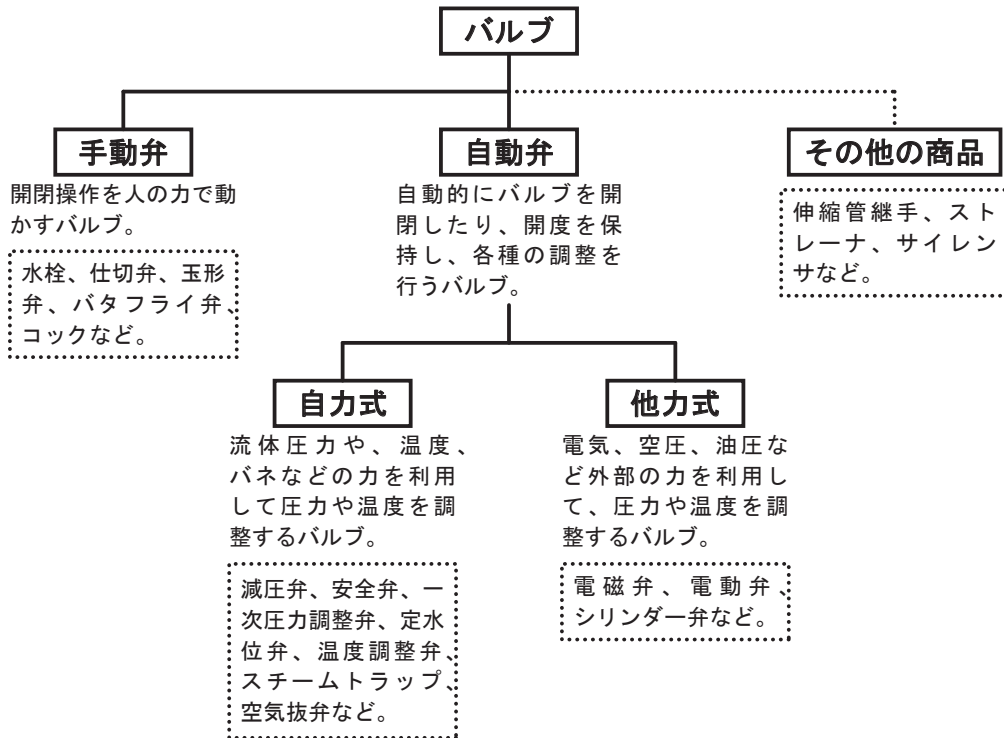 バルブ
手動弁
開閉操作を人の力で動
かすバルブ。
水栓、仕切弁、玉形
弁、バタフライ弁、
コックなど。
自動弁
自動的にバルブを開
閉したり、開度を保
持し、各種の調整を
行うバルブ。
その他の商品
伸縮管継手、スト
レーナ、サイレン
サなど。
自力式
流体圧力や、温度、
バネなどの力を利用
して圧力や温度を調
整するバルブ。
減圧弁、安全弁、一
次圧力調整弁、定水
位弁、温度調整弁、
スチームトラップ、
空気抜弁など。
他力式
電気、空圧、油圧な
ど外部の力を利用し
て、圧力や温度を調
整するバルブ。
電磁弁、電動弁、
シリンダー弁など。